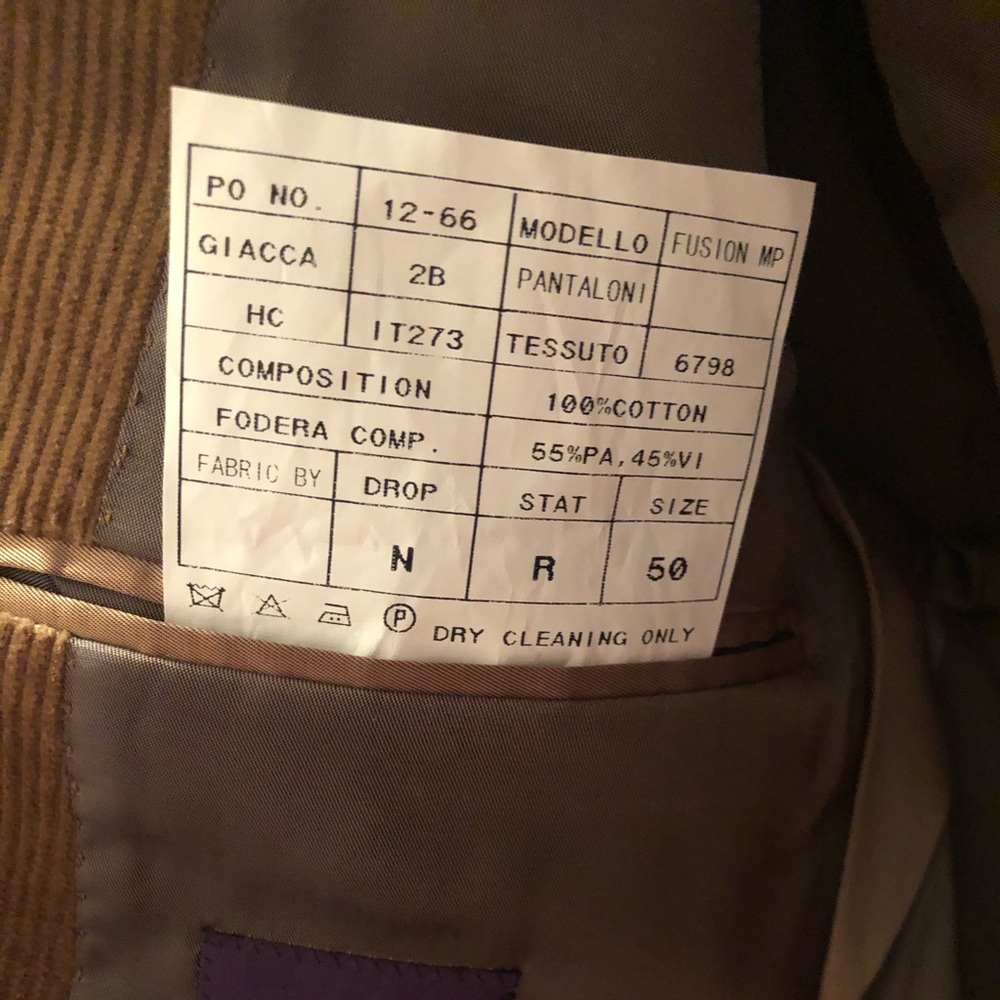 PO NO. 12-66 MODELLO FUSION MP
GIACCA 2B PANTALONI
HC IT273 TESSUTO 6798
COMPOSITION 100%COTTON
FODERA COMP. 55%PA,45%VI
FABRIC BY DROP STAT SIZE
N R 50
P DRY CLEANING ONLY